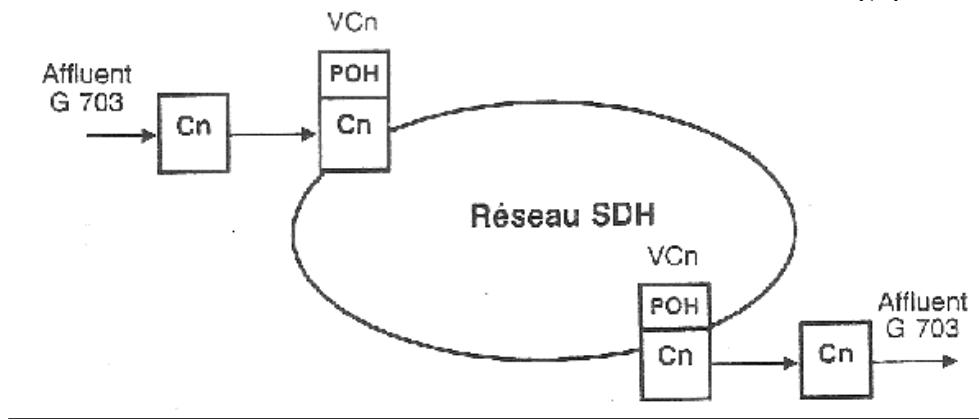 VCn
Affluent
G 703
POH
Cn
Cn
Réseau SDH
VCn
POH
Cn
Cn
Affluent
G 703